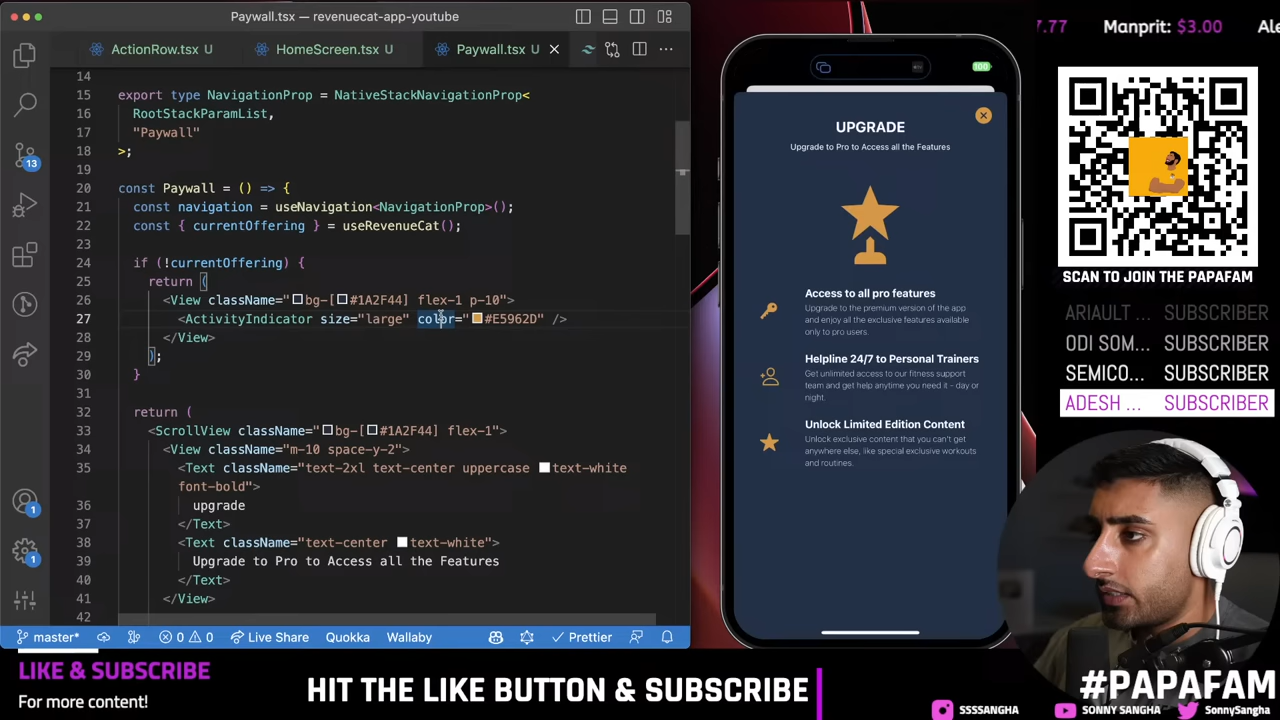 Paywall.tsx — revenuecat-app-youtube
ActionRow.tsx U
HomeScreen.tsx U
Paywall.tsx U
14
15 export type NavigationProp = NativeStackNavigationProp<
16 RootStackParamList,
17 "Paywall"
18 >;
19
20 const Paywall = () => {
21 const navigation = useNavigation<NavigationProp>();
22 const { currentOffering } = useRevenueCat();
23
24 if (!currentOffering) {
25 return (
26 <View className="bg-[#1A2F44] flex-1 p-10">
27 <ActivityIndicator size="large" color="#E5962D" />
28 </View>
29 );
30 }
31
32 return (
33 <ScrollView className="bg-[#1A2F44] flex-1">
34 <View className="m-10 space-y-2">
35 <Text className="text-2xl text-center uppercase text-white
font-bold">
36 upgrade
37 </Text>
38 <Text className="text-center text-white">
39 Upgrade to Pro to Access all the Features
40 </Text>
41 </View>
42
13
1
1
master*
0 0
Live Share
Quokka
Wallaby
Prettier
100
UPGRADE
Upgrade to Pro to Access all the Features
Access to all pro features
Upgrade to the premium version of the app
and enjoy all the exclusive features available
only to pro users
Helpline 24/7 to Personal Trainers
Get unlimited access to our fitness support
team and get help anytime you need it - day or
night.
Unlock Limited Edition Content
Unlock exclusive content that you can't get
anywhere else, like special exclusive workouts
and routines.
7.77 Manprit: $3.00 Ale
SCAN TO JOIN THE PAPAFAM
ARIAULT ... SUBSCRIBER
ODI SOM... SUBSCRIBER
SEMICO... SUBSCRIBER
ADESH ... SUBSCRIBER
LIKE & SUBSCRIBE
For more content!
HIT THE LIKE BUTTON & SUBSCRIBE
#PAPAFAM
SSSSANGHA
SONNY SANGHA
SonnySangha